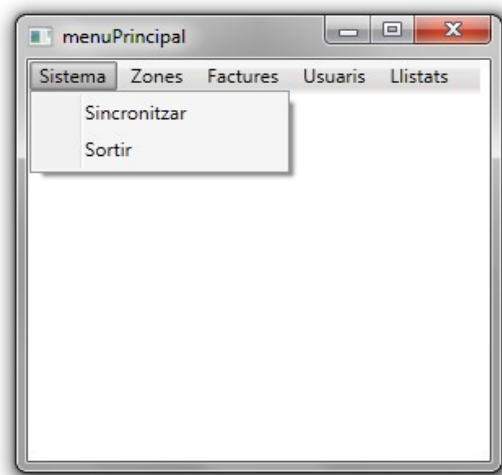 menuPrincipal
Sistema Zones Factures Usuaris Llistats
Sincronitzar
Sortir